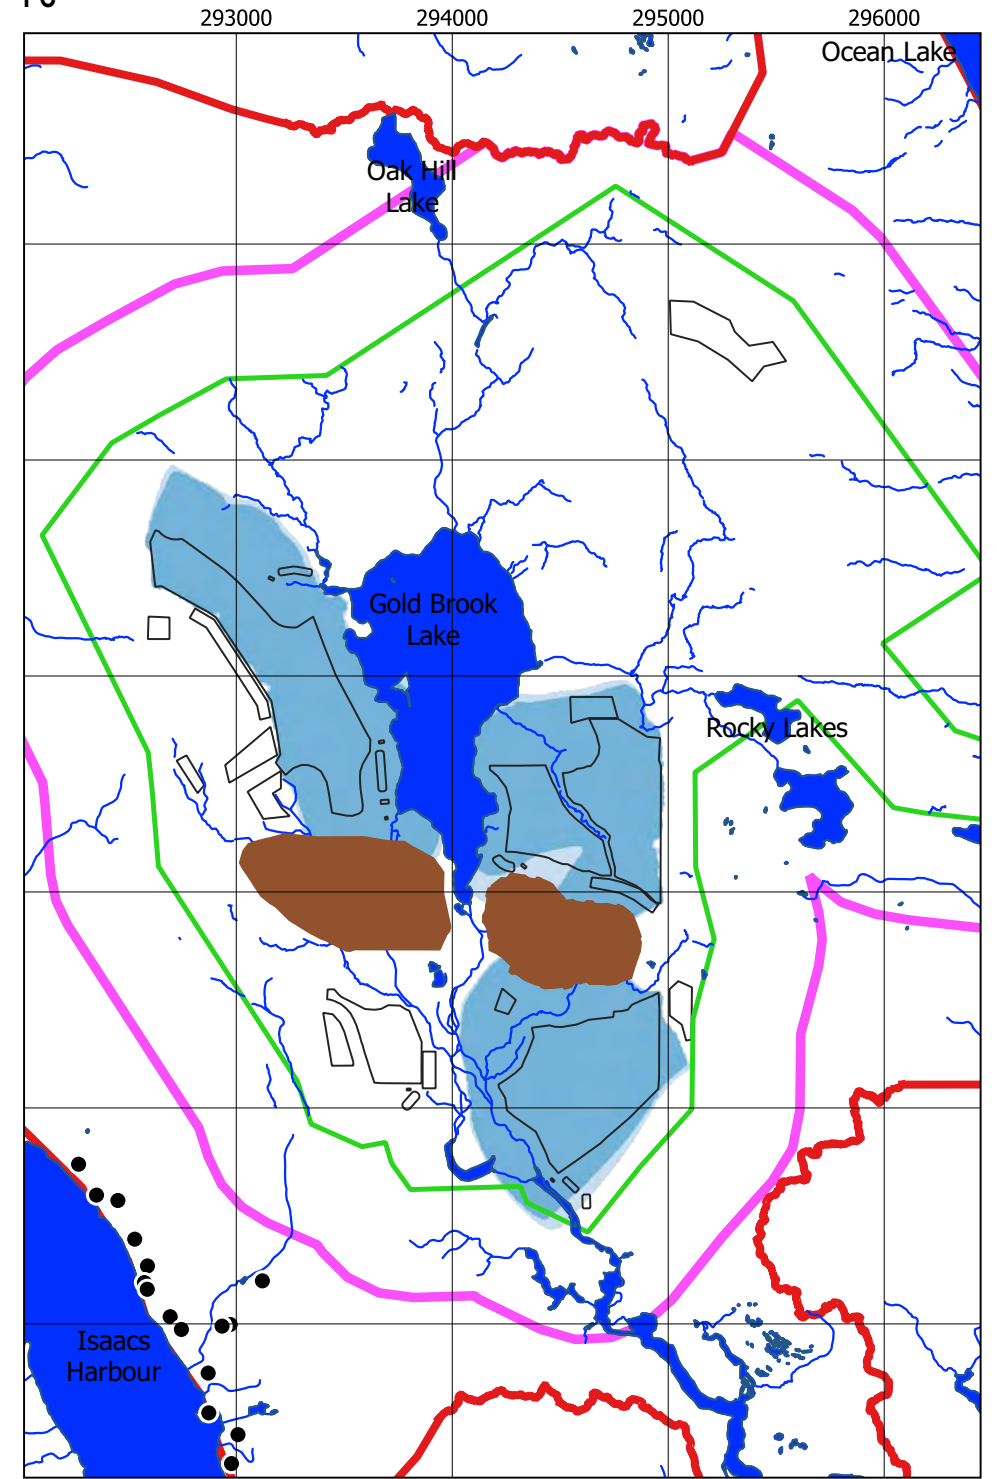 293000 294000 295000 296000
Ocean Lake
Oak Hill
Lake
Gold Brook
Lake
Rocky Lakes
Isaacs
Harbour